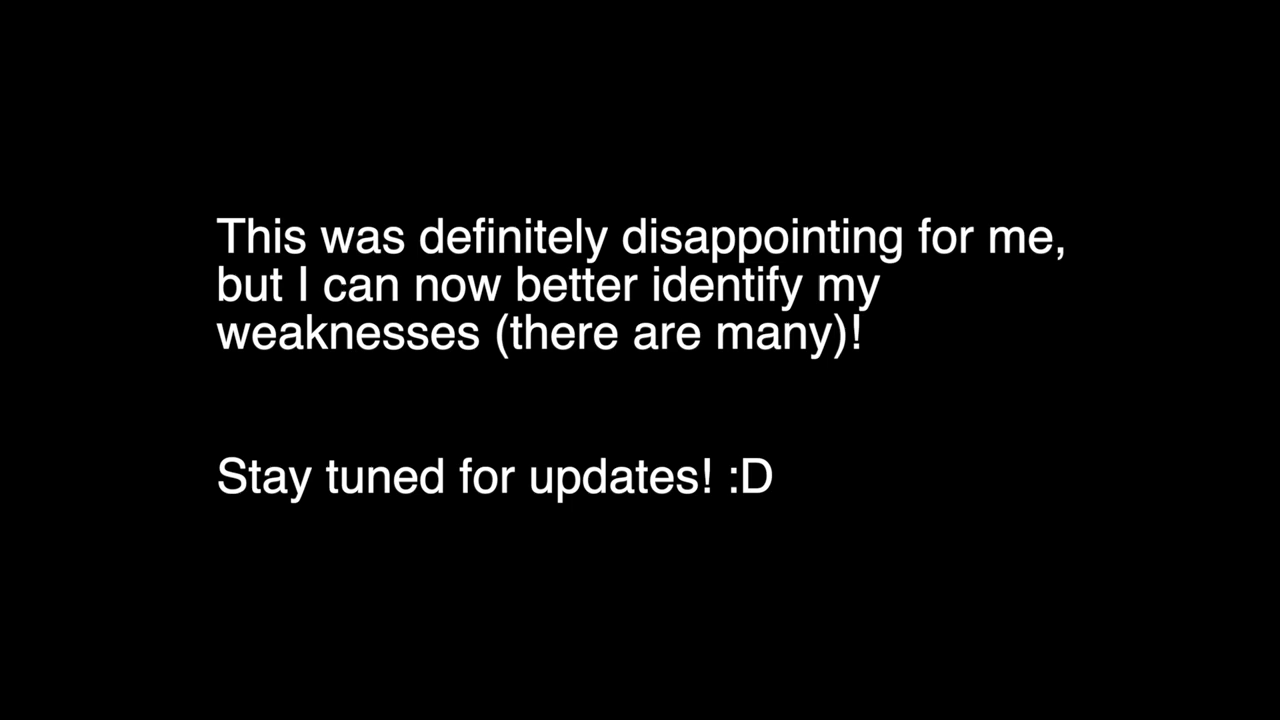 This was definitely disappointing for me,
but I can now better identify my
weaknesses (there are many)!
Stay tuned for updates! :D